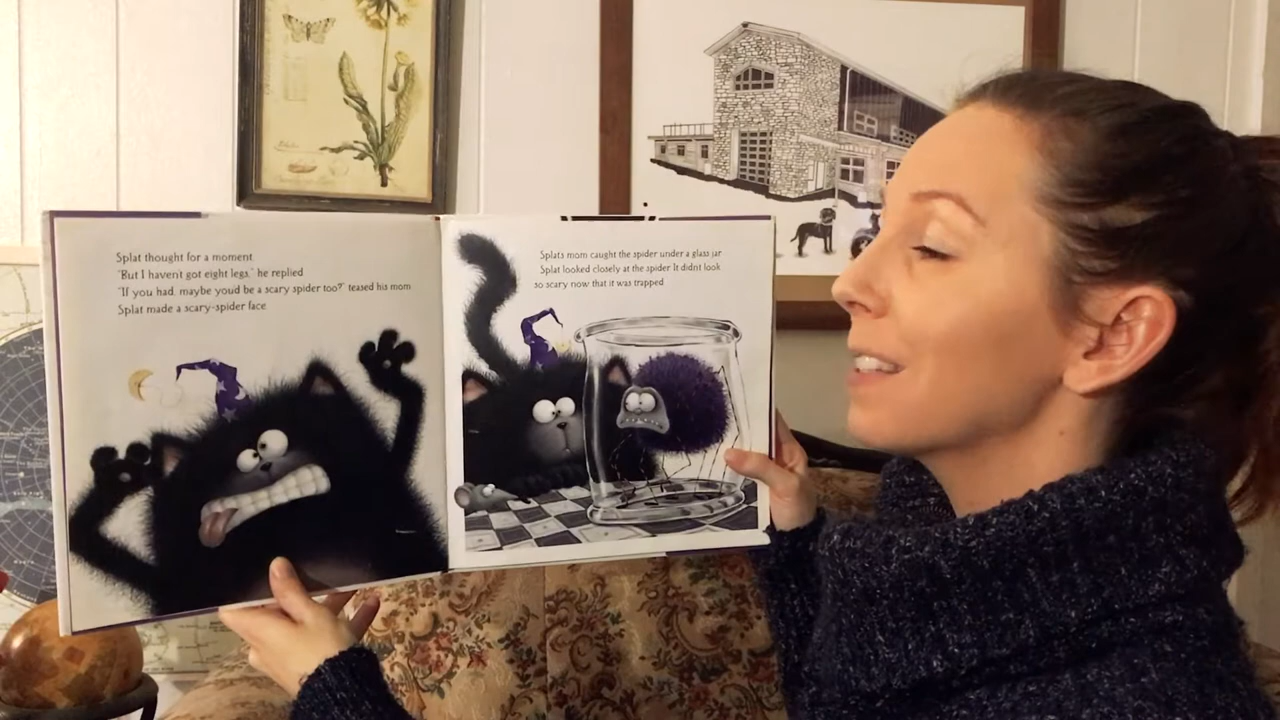 Splat thought for a moment.
"But I haven't got eight legs," he replied.
"If you had, maybe you'd be a scary spider too?" teased his mom.
Splat made a scary-spider face.
Splat's mom caught the spider under a glass jar.
Splat looked closely at the spider. It didn't look
so scary now that it was trapped.